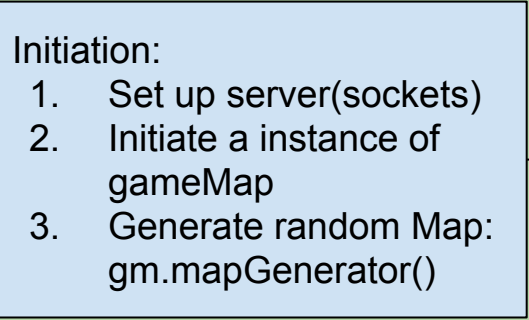 Initiation:
1. Set up server(sockets)
2. Initiate a instance of
gameMap
3. Generate random Map:
gm.mapGenerator()